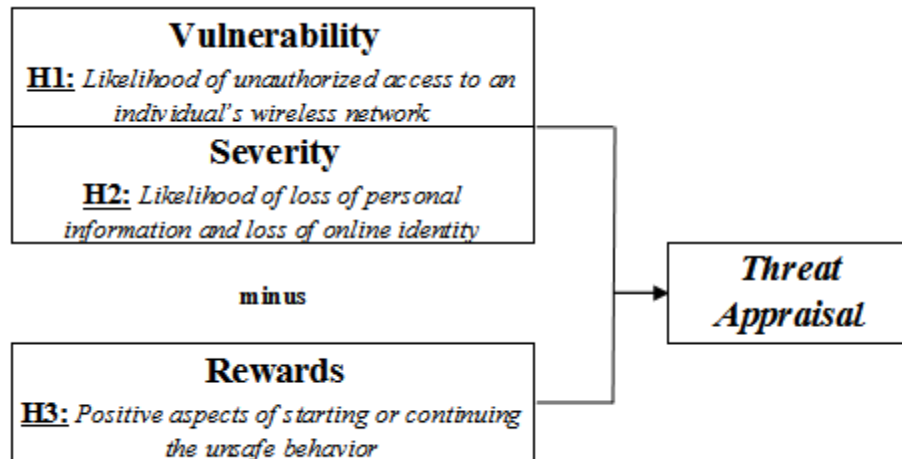 Vulnerability
H1: Likelihood of unauthorized access to an
individual's wireless network
Severity
H2: Likelihood of loss of personal
information and loss of online identity
minus
Rewards
H3: Positive aspects of starting or continuing
the unsafe behavior
Threat
Appraisal